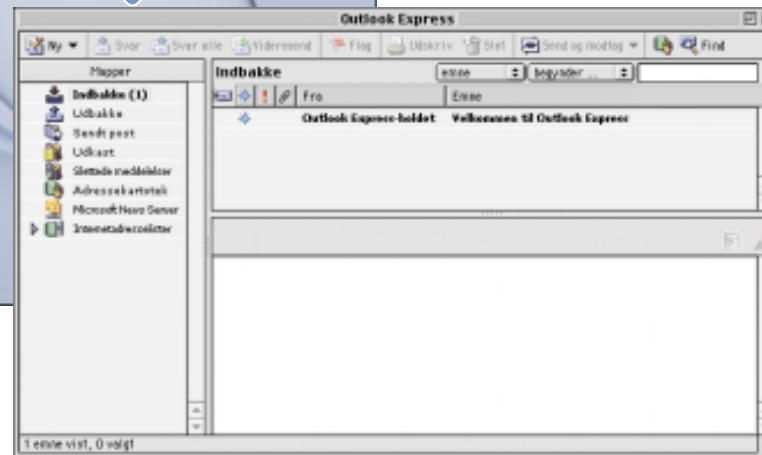 Outlook Express
Ny Svar Svar alle Videresend Flag Udskriv Slet Send og modtag Find
Mapper
Indbakke (1)
Udbakke
Sendt post
Udkast
Slettede meddelelser
Adressekartotek
Microsoft News Server
Internetadresselister
Indbakke emne begynder ...
Fra Emne
Outlook Express-holdet Velkommen til Outlook Express
1 emne vist, 0 valgt